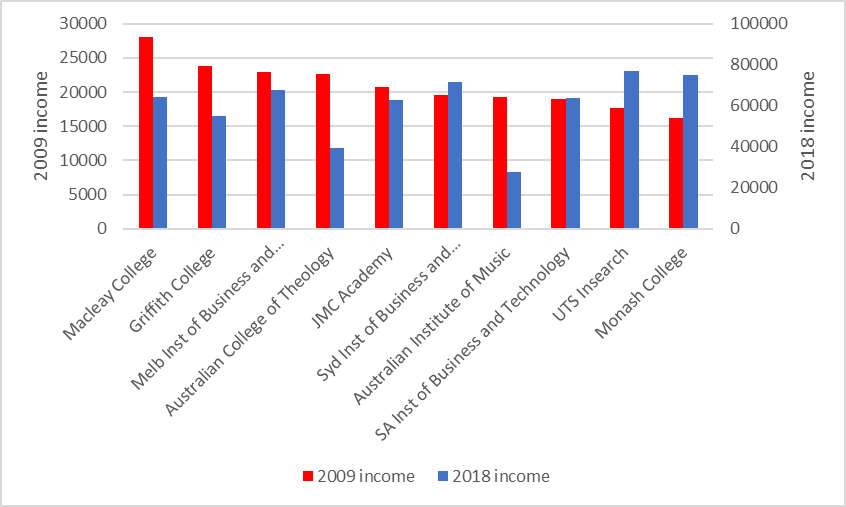 30000
25000
20000
15000
10000
5000
0
2009 income
100000
80000
60000
40000
20000
0
2018 income
Macleay College
Griffith College
Melb Inst of Business and...
Australian College of Theology
JMC Academy
Syd Inst of Business and...
Australian Institute of Music
SA Inst of Business and Technology
UTS Insearch
Monash College
2009 income
2018 income